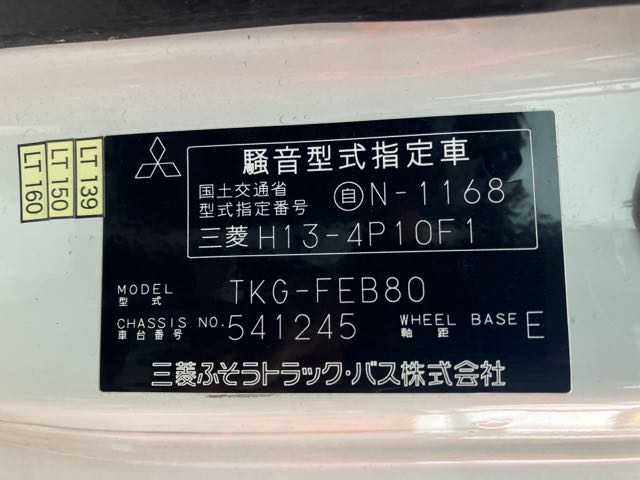 LT 139
LT 150
LT 160
騒音型式指定車
国土交通省
型式指定番号
自 N-1168
三菱 H13-4P10F1
MODEL
型式
TKG-FEB80
CHASSIS NO.
車台番号
541245
WHEEL BASE
軸距
E
三菱ふそうトラック・バス株式会社